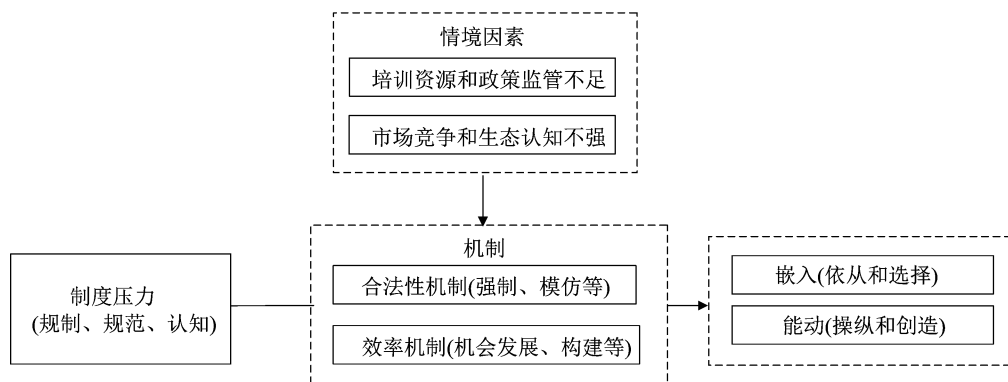 情境因素
培训资源和政策监管不足
市场竞争和生态认知不强
制度压力
(规制、规范、认知)
机制
合法性机制(强制、模仿等)
效率机制(机会发展、构建等)
嵌入(依从和选择)
能动(操纵和创造)